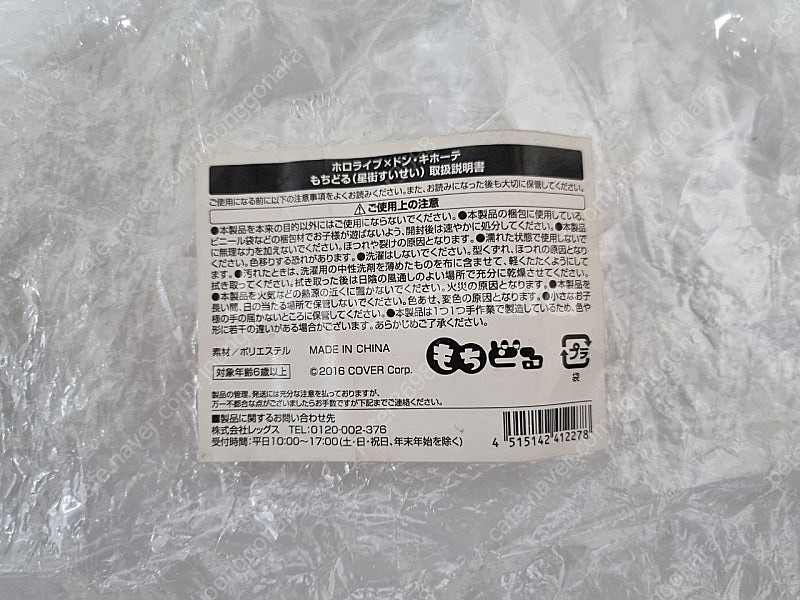 ホロライブ×ドン・キホーテ
もちどる(星街すいせい)取扱説明書
ご使用になる前に以下の注意事項をよくお読みください。また、お読みになった後も大切に保管してください。
⚠ご使用上の注意
●本製品を本来の目的以外にはご使用にならないでください。●本製品の梱包に使用している、
ビニール袋などの梱包材でお子様が遊ばないよう、開封後は速やかに処分してください。●本製品
に無理な力を加えないでください。ほつれや裂けの原因となります。●濡れた状態で使用しないで
ください。色移りする恐れがあります。●洗濯はしないでください。型くずれ、ほつれの原因となり
ます。●汚れたときは、洗濯用の中性洗剤を薄めたものを布に含ませて、軽くたたくようにして
拭き取ってください。拭き取った後は日陰の風通しのよい場所で充分に乾燥させてください。
●本製品を火気などの熱源の近くに置かないでください。火災の原因となります。●本製品を
長い間、日の当たる場所で保管しないでください。色あせ、変色の原因となります。●小さなお子
様の手の届かないところに保管してください。●本製品は1つ1つ手作業で製造しているため、色や
形に若干の違いがある場合がございます。あらかじめご了承ください。
素材/ポリエステル MADE IN CHINA
対象年齢6歳以上 ©2016 COVER Corp.
もちどる
プラ
袋
製品の管理、発送には充分な注意を払っておりますが、
万一不都合な点がございましたらお手数ですが下記までご連絡ください。
■製品に関するお問い合わせ先
株式会社レッグス TEL:0120-002-376
受付時間:平日10:00~17:00(土・日・祝日、年末年始を除く)
4 515142 412278